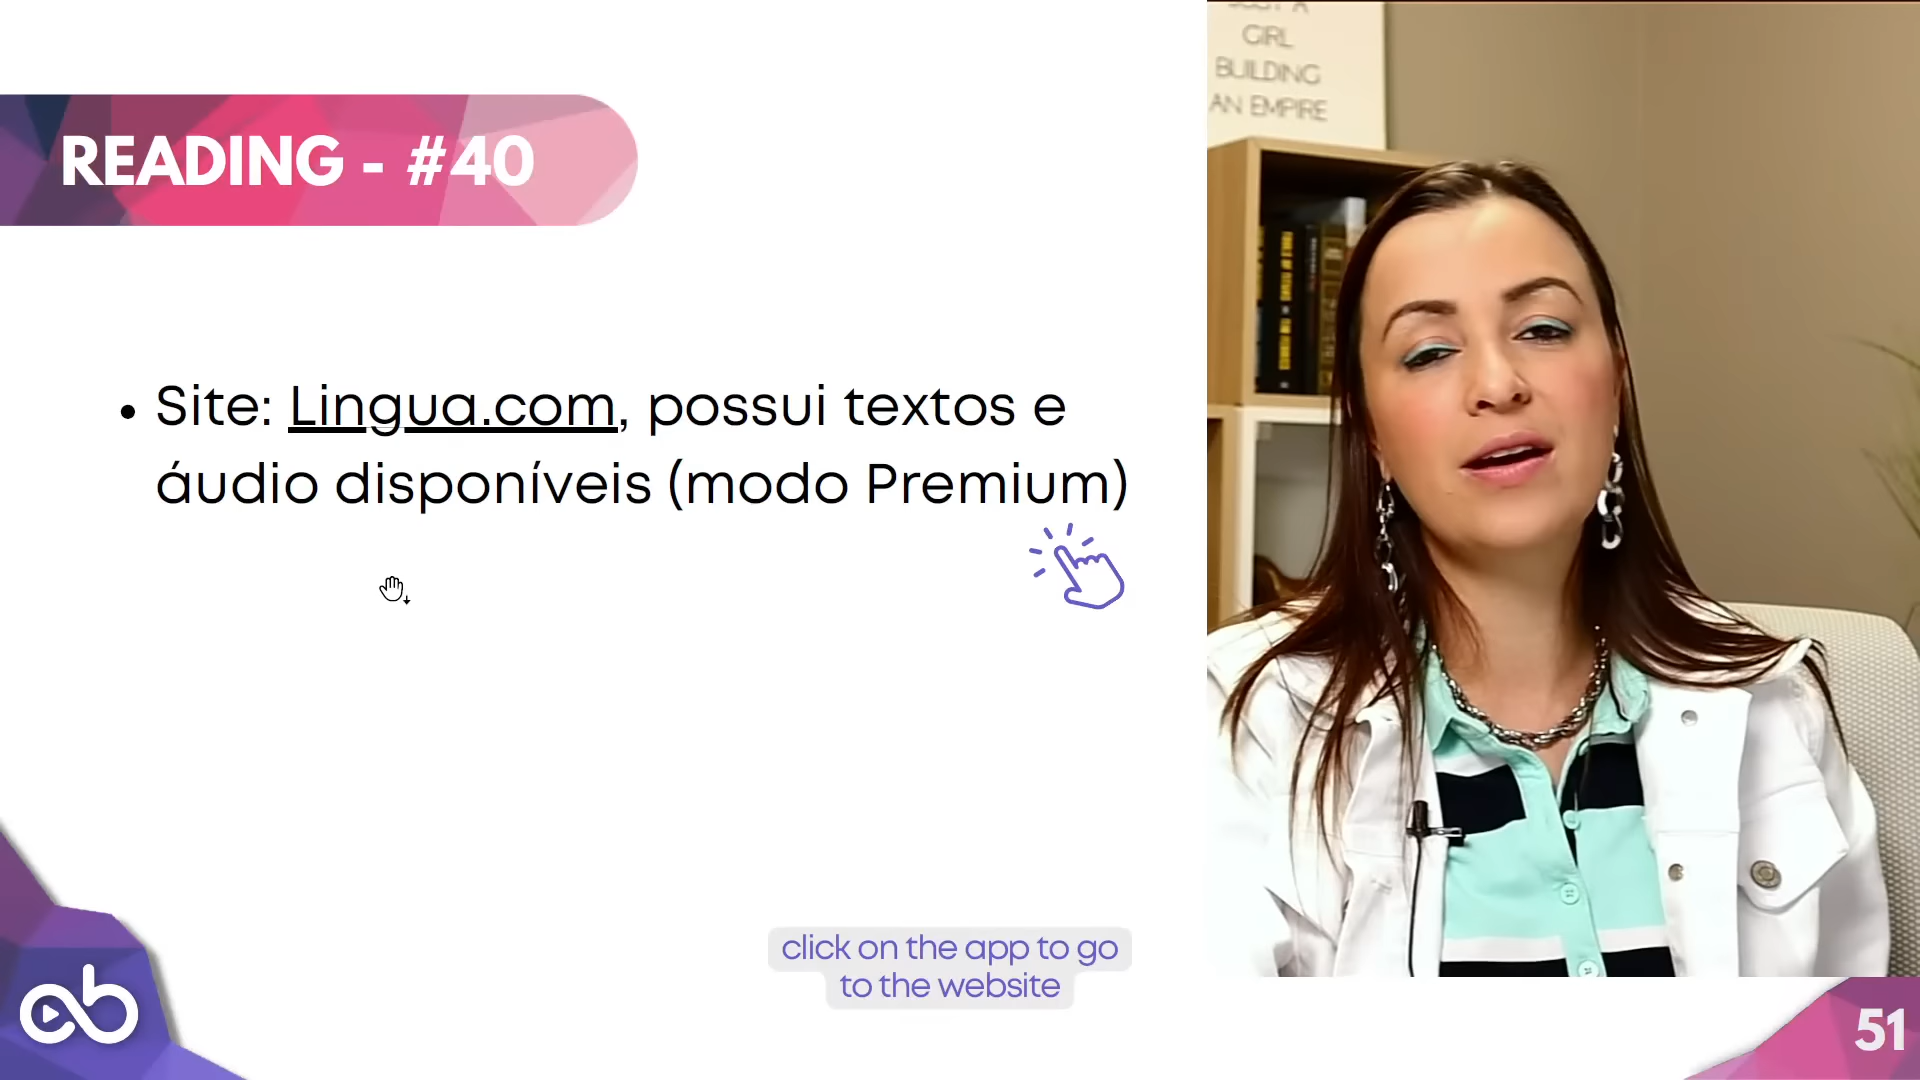 READING - #40
• Site: Lingua.com, possui textos e
áudio disponíveis (modo Premium)
click on the app to go
to the website
GIRL
BUILDING
AN EMPIRE
51